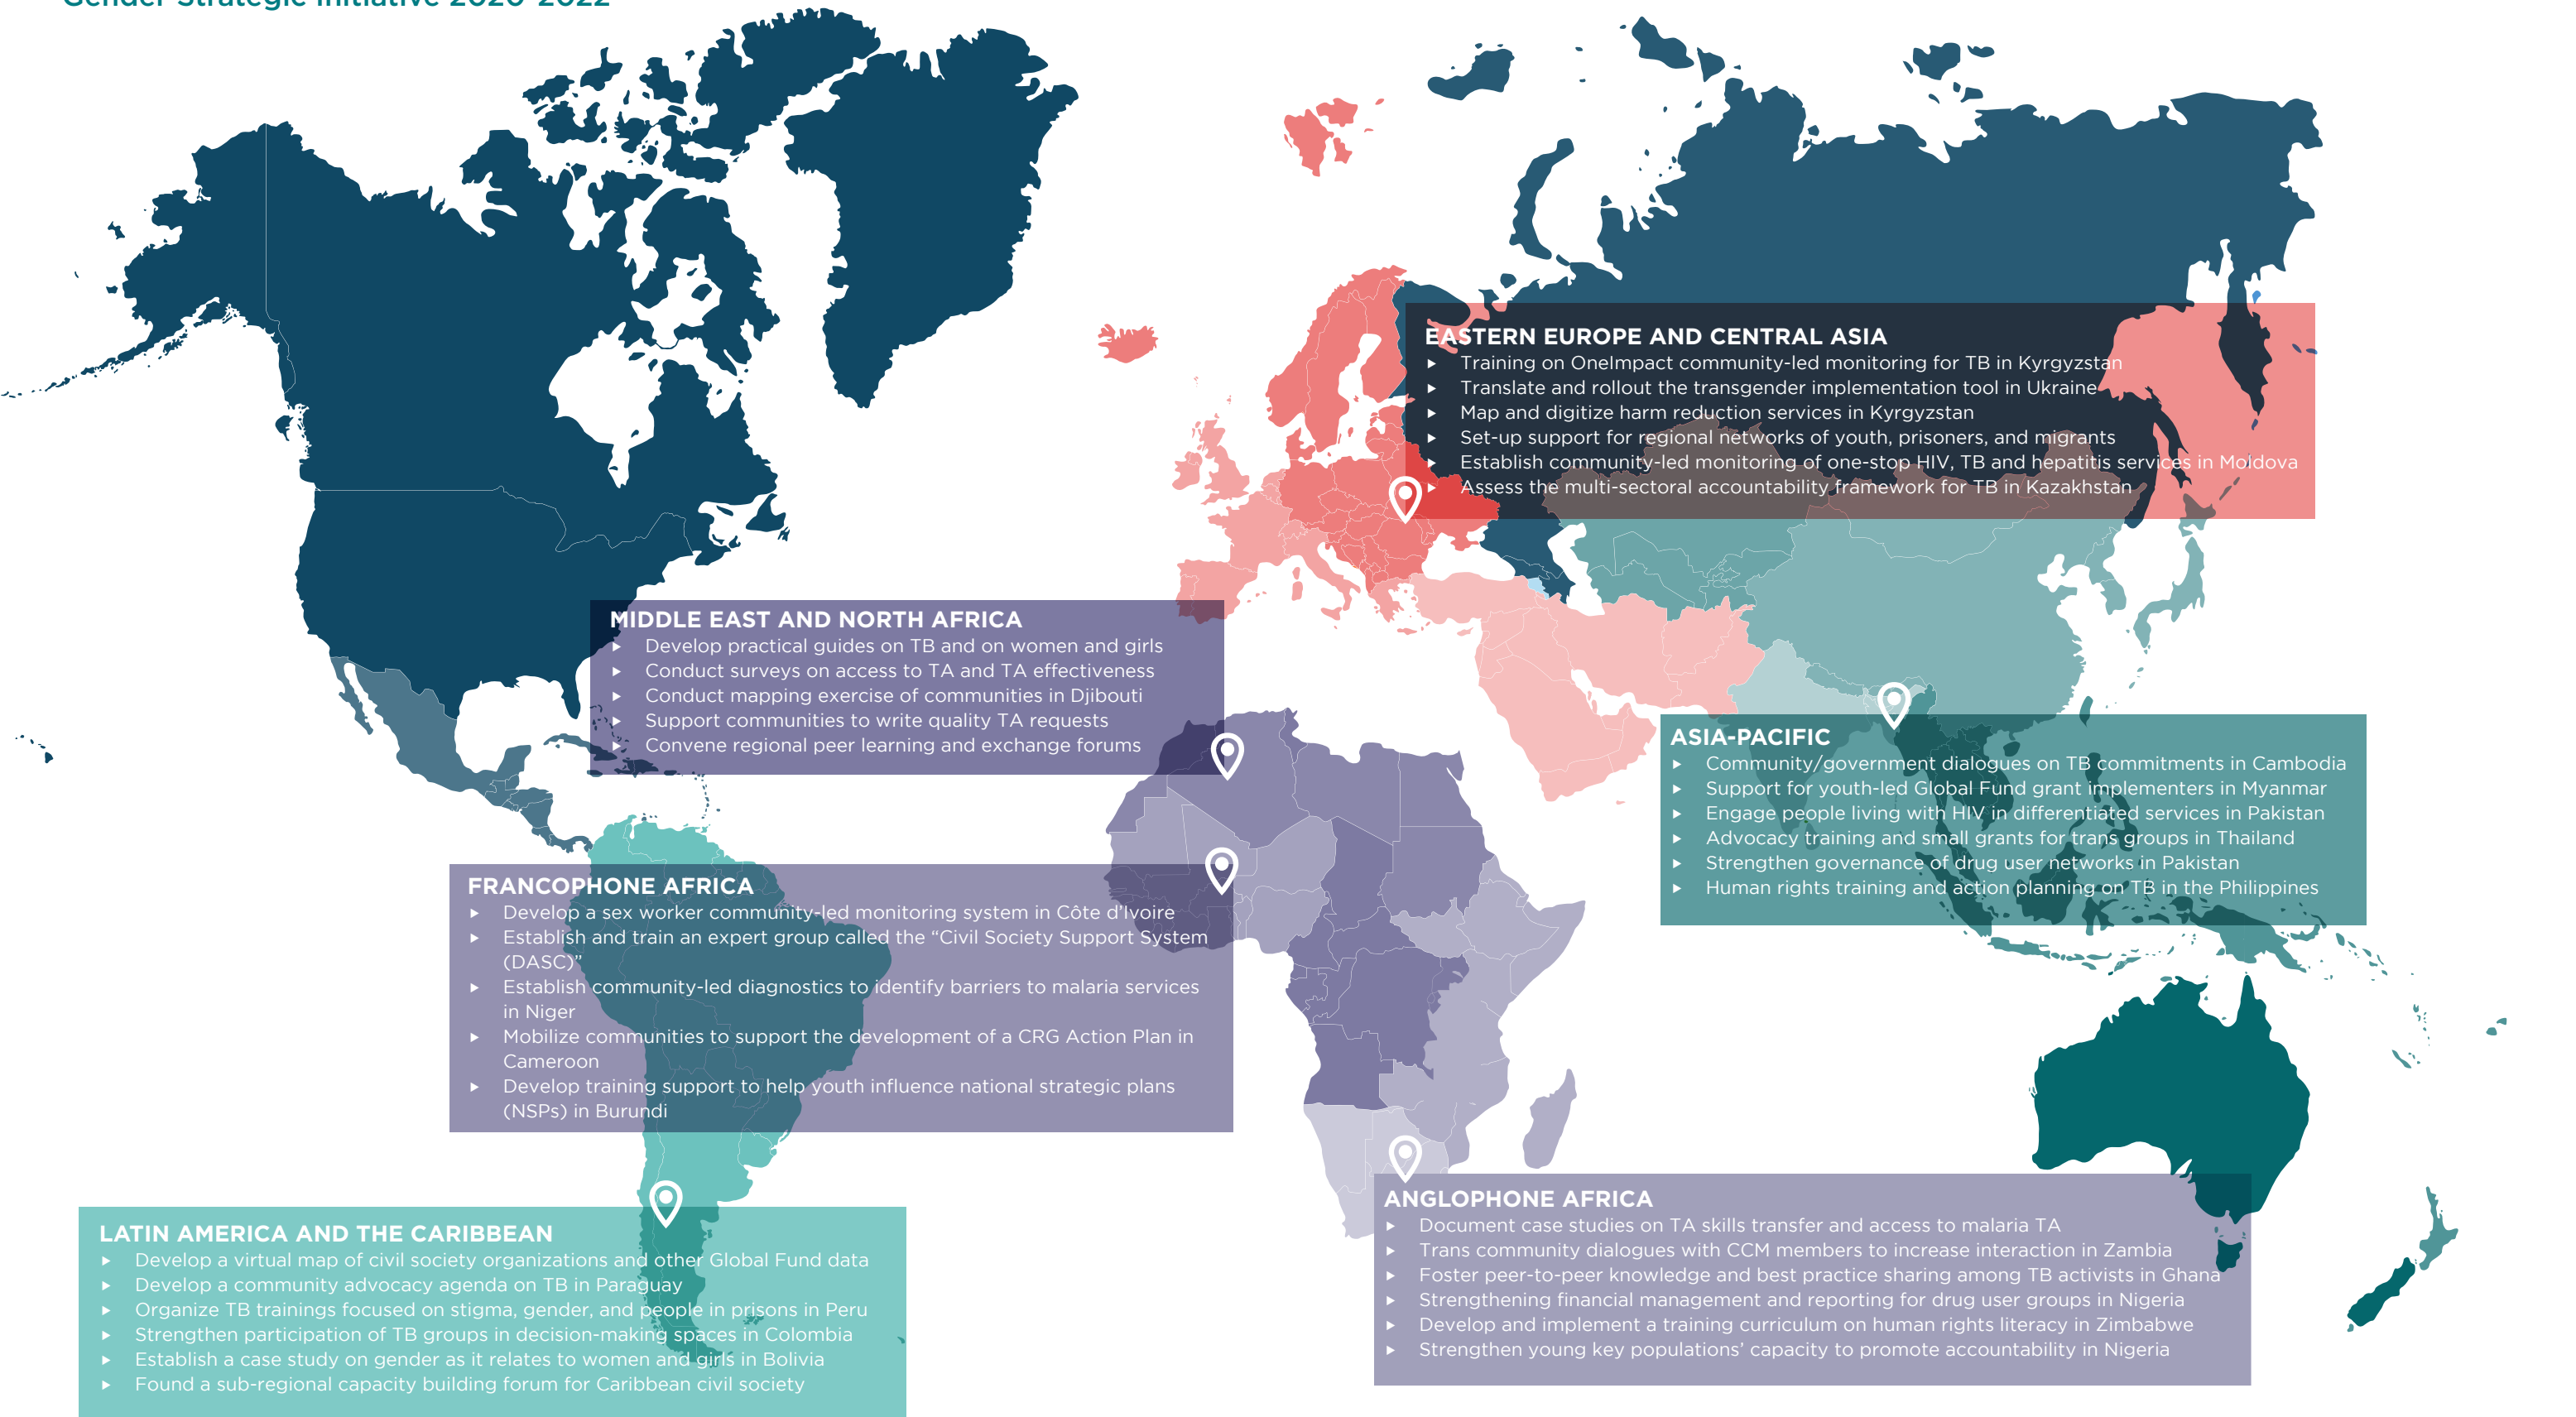 Gender Strategic Initiative 2020-2022
EASTERN EUROPE AND CENTRAL ASIA
▸ Training on OneImpact community-led monitoring for TB in Kyrgyzstan
▸ Translate and rollout the transgender implementation tool in Ukraine
▸ Map and digitize harm reduction services in Kyrgyzstan
▸ Set-up support for regional networks of youth, prisoners, and migrants
▸ Establish community-led monitoring of one-stop HIV, TB and hepatitis services in Moldova
▸ Assess the multi-sectoral accountability framework for TB in Kazakhstan
MIDDLE EAST AND NORTH AFRICA
▸ Develop practical guides on TB and on women and girls
▸ Conduct surveys on access to TA and TA effectiveness
▸ Conduct mapping exercise of communities in Djibouti
▸ Support communities to write quality TA requests
▸ Convene regional peer learning and exchange forums
ASIA-PACIFIC
▸ Community/government dialogues on TB commitments in Cambodia
▸ Support for youth-led Global Fund grant implementers in Myanmar
▸ Engage people living with HIV in differentiated services in Pakistan
▸ Advocacy training and small grants for trans groups in Thailand
▸ Strengthen governance of drug user networks in Pakistan
▸ Human rights training and action planning on TB in the Philippines
FRANCOPHONE AFRICA
▸ Develop a sex worker community-led monitoring system in Côte d’Ivoire
▸ Establish and train an expert group called the “Civil Society Support System
(DASC)”
▸ Establish community-led diagnostics to identify barriers to malaria services
in Niger
▸ Mobilize communities to support the development of a CRG Action Plan in
Cameroon
▸ Develop training support to help youth influence national strategic plans
(NSPs) in Burundi
ANGLOPHONE AFRICA
▸ Document case studies on TA skills transfer and access to malaria TA
▸ Trans community dialogues with CCM members to increase interaction in Zambia
▸ Foster peer-to-peer knowledge and best practice sharing among TB activists in Ghana
▸ Strengthening financial management and reporting for drug user groups in Nigeria
▸ Develop and implement a training curriculum on human rights literacy in Zimbabwe
▸ Strengthen young key populations’ capacity to promote accountability in Nigeria
LATIN AMERICA AND THE CARIBBEAN
▸ Develop a virtual map of civil society organizations and other Global Fund data
▸ Develop a community advocacy agenda on TB in Paraguay
▸ Organize TB trainings focused on stigma, gender, and people in prisons in Peru
▸ Strengthen participation of TB groups in decision-making spaces in Colombia
▸ Establish a case study on gender as it relates to women and girls in Bolivia
▸ Found a sub-regional capacity building forum for Caribbean civil society